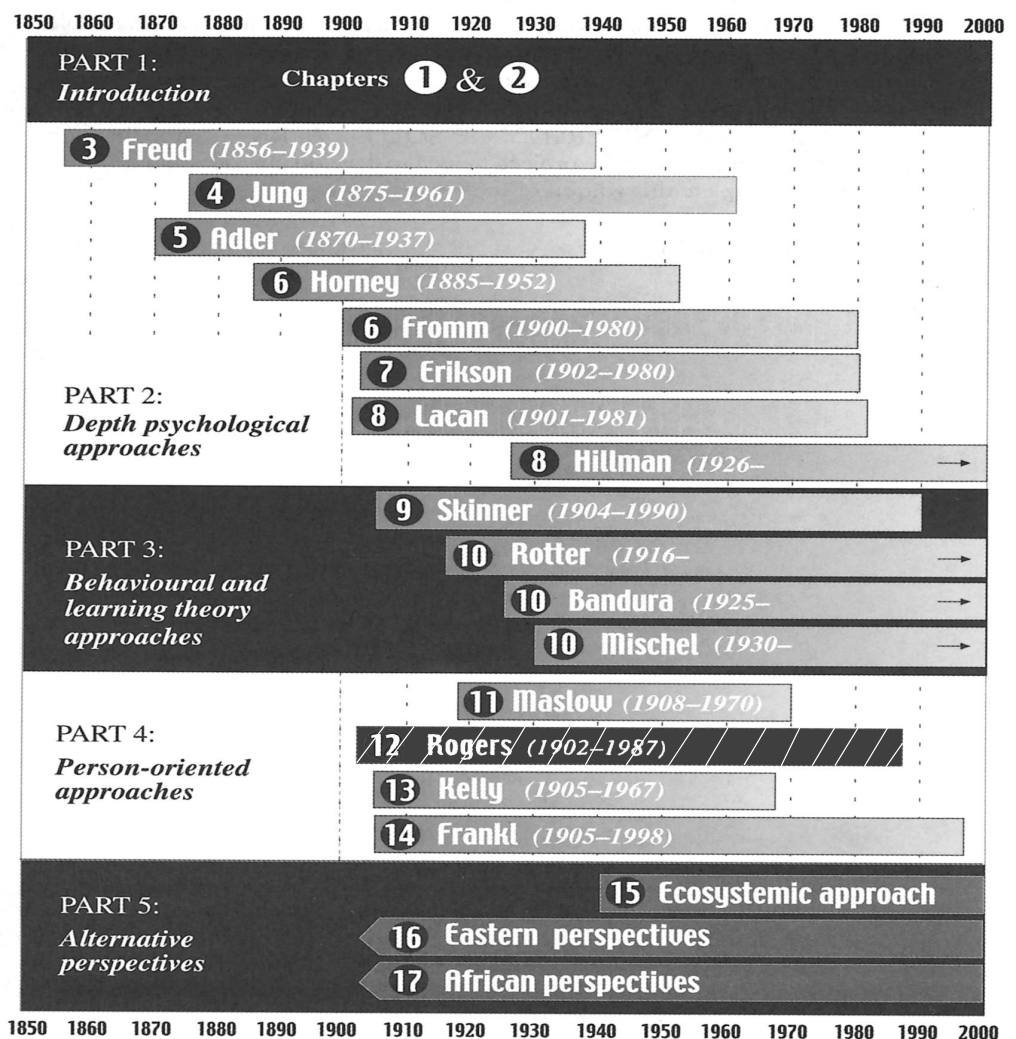 1850 1860 1870 1880 1890 1900 1910 1920 1930 1940 1950 1960 1970 1980 1990 2000
PART 1:
Introduction
Chapters 1 & 2
3 Freud (1856–1939)
4 Jung (1875–1961)
5 Adler (1870–1937)
6 Horney (1885–1952)
6 Fromm (1900–1980)
7 Erikson (1902–1980)
8 Lacan (1901–1981)
8 Hillman (1926–
PART 2:
Depth psychological
approaches
9 Skinner (1904–1990)
10 Rotter (1916–
10 Bandura (1925–
10 Mischel (1930–
PART 3:
Behavioural and
learning theory
approaches
11 Maslow (1908–1970)
12 Rogers (1902–1987)
13 Kelly (1905–1967)
14 Frankl (1905–1998)
PART 4:
Person-oriented
approaches
15 Ecosystemic approach
16 Eastern perspectives
17 African perspectives
PART 5:
Alternative
perspectives
1850 1860 1870 1880 1890 1900 1910 1920 1930 1940 1950 1960 1970 1980 1990 2000